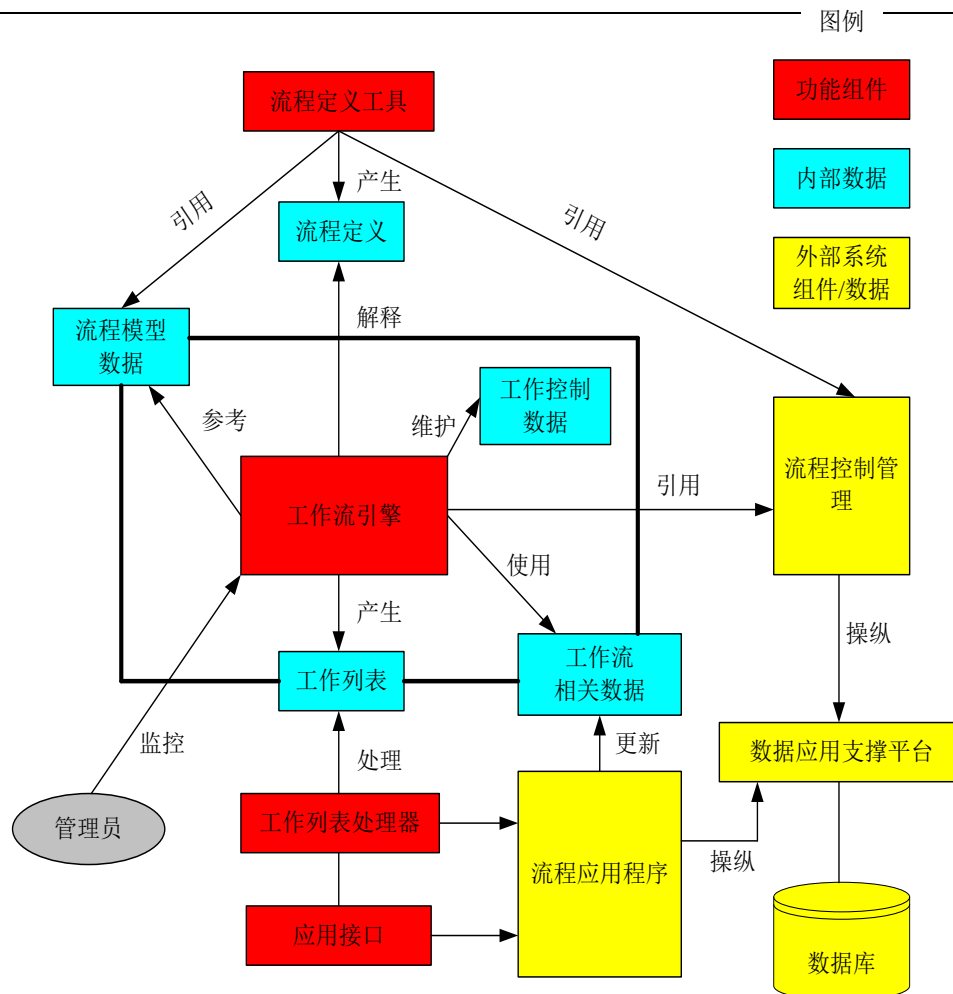 图例
功能组件
流程定义工具
产生
内部数据
引用
引用
流程定义
外部系统
组件/数据
解释
流程模型
数据
工作控制
数据
参考
维护
流程控制管
理
引用
工作流引擎
使用
产生
操纵
工作流
相关数据
工作列表
监控
更新
数据应用支撑平台
处理
管理员
工作列表处理器
操纵
流程应用程序
应用接口
数据库